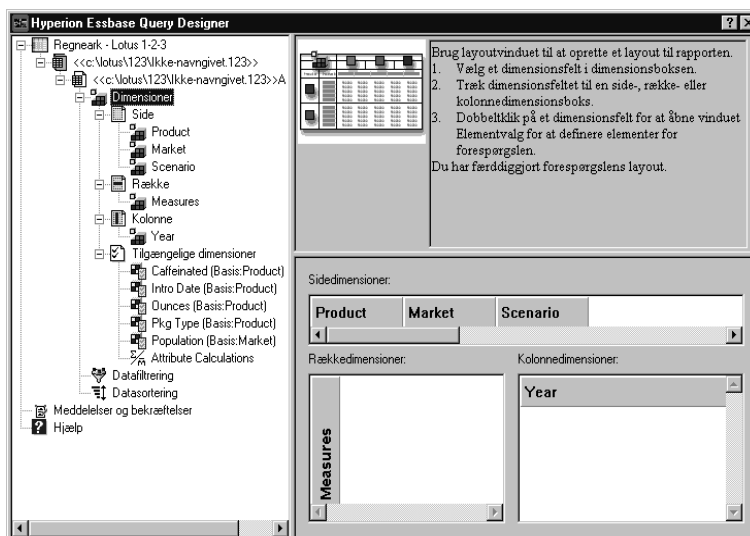 Hyperion Essbase Query Designer
Regneark - Lotus 1-2-3
<<c:\lotus\123\Ikke-navngivet.123>>
<<c:\lotus\123\Ikke-navngivet.123>>A
Dimensioner
Side
Product
Market
Scenario
Række
Measures
Kolonne
Year
Tilgængelige dimensioner
Caffeinated (Basis:Product)
Intro Date (Basis:Product)
Ounces (Basis:Product)
Pkg Type (Basis:Product)
Population (Basis:Market)
Attribute Calculations
Datafiltrering
Datasortering
Meddelelser og bekræftelser
Hjælp
Brug layoutvinduet til at oprette et layout til rapporten.
1. Vælg et dimensionsfelt i dimensionsboksen.
2. Træk dimensionsfeltet til en side-, række- eller
kolonnedimensionsboks.
3. Dobbeltklik på et dimensionsfelt for at åbne vinduet
Elementvalg for at definere elementer for
forespørgslen.
Du har færddiggjort forespørgslens layout.
Sidedimensioner:
Product Market Scenario
Rækkedimensioner:
Measures
Kolonnedimensioner:
Year